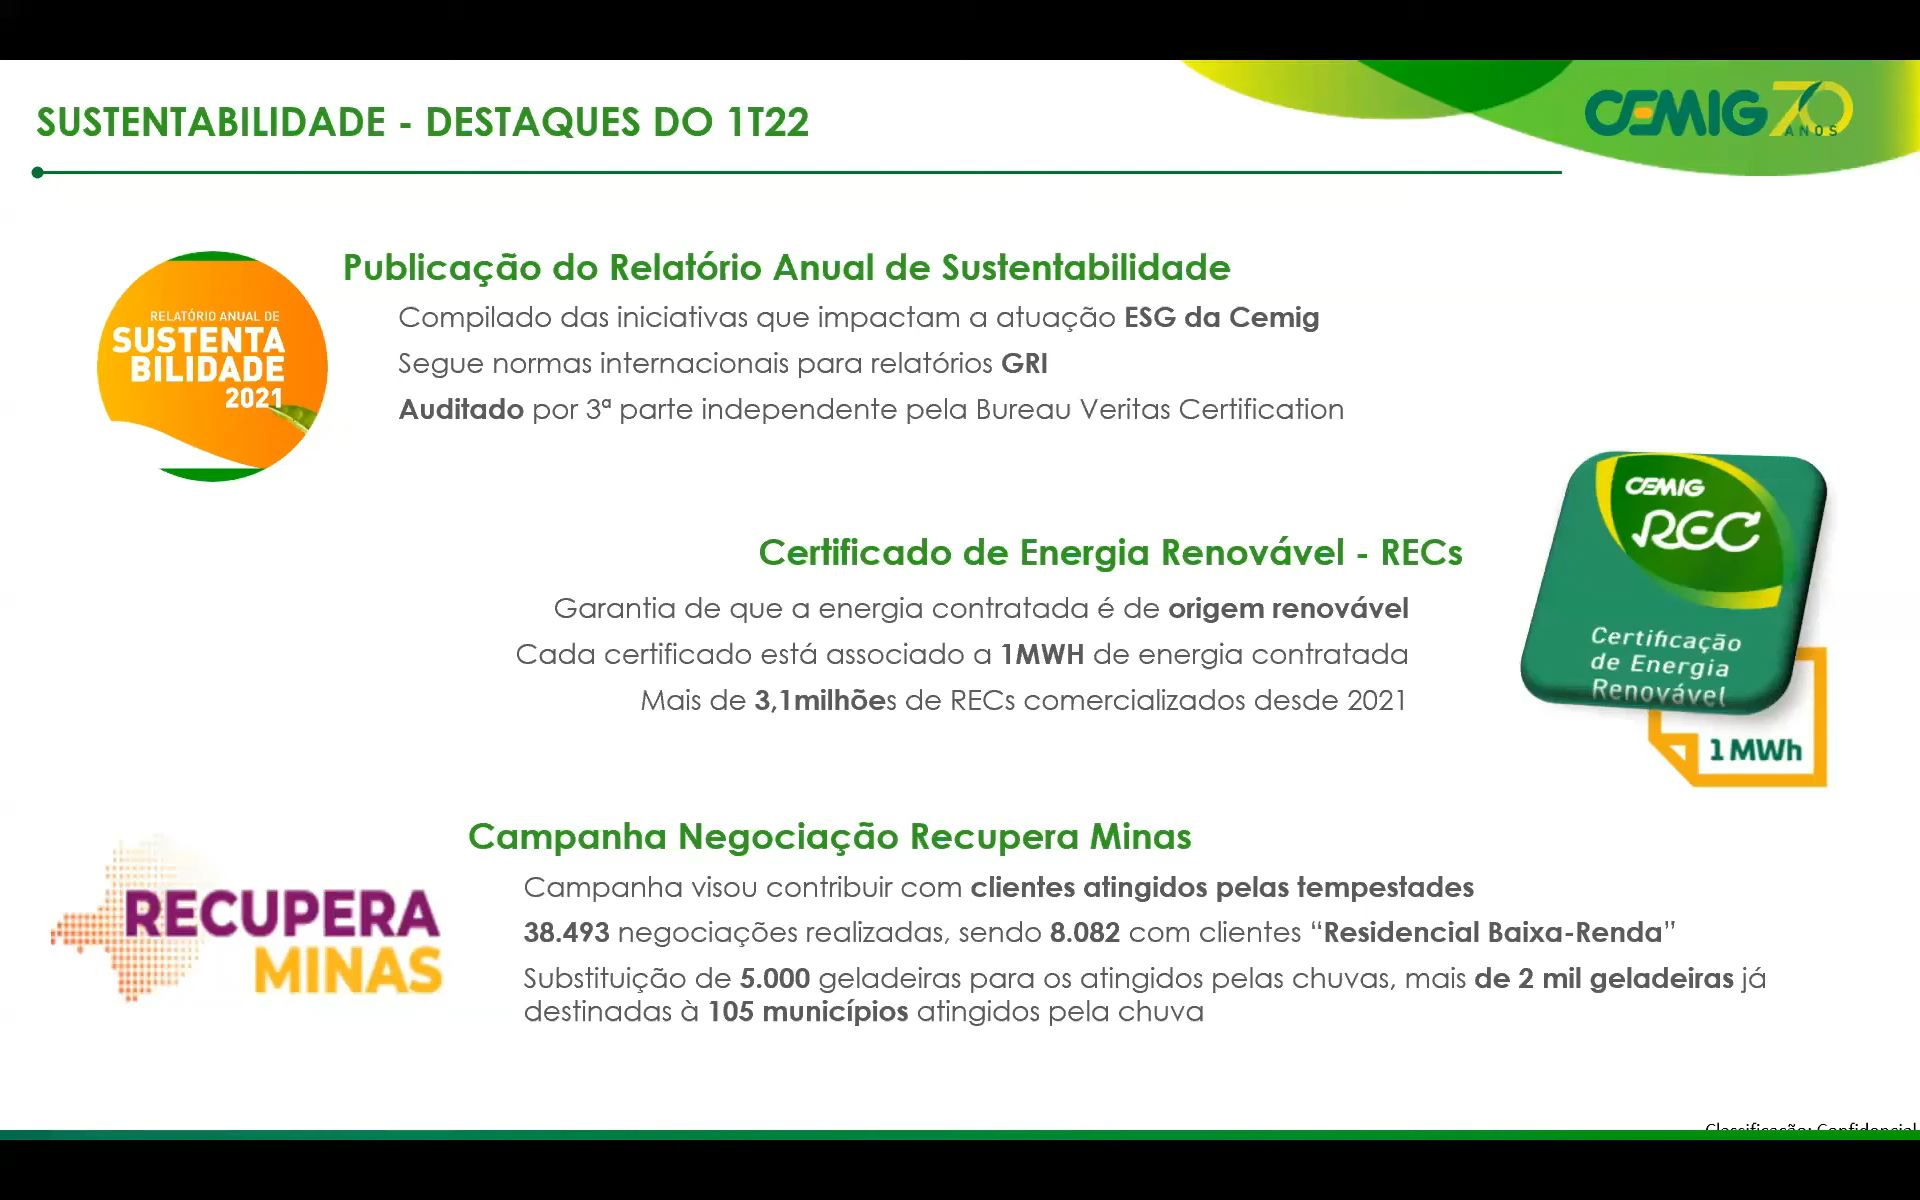 SUSTENTABILIDADE - DESTAQUES DO 1T22
CEMIG 70
ANOS
Publicação do Relatório Anual de Sustentabilidade
RELATÓRIO ANUAL DE
SUSTENTA
BILIDADE
2021
Compilado das iniciativas que impactam a atuação ESG da Cemig
Segue normas internacionais para relatórios GRI
Auditado por 3ª parte independente pela Bureau Veritas Certification
Certificado de Energia Renovável - RECs
Garantia de que a energia contratada é de origem renovável
Cada certificado está associado a 1MWH de energia contratada
Mais de 3,1milhões de RECs comercializados desde 2021
CEMIG
REC
Certificação
de Energia
Renovável
1 MWh
Campanha Negociação Recupera Minas
RECUPERA
MINAS
Campanha visou contribuir com clientes atingidos pelas tempestades
38.493 negociações realizadas, sendo 8.082 com clientes “Residencial Baixa-Renda”
Substituição de 5.000 geladeiras para os atingidos pelas chuvas, mais de 2 mil geladeiras já
destinadas à 105 municípios atingidos pela chuva
Classificação: Confidencial